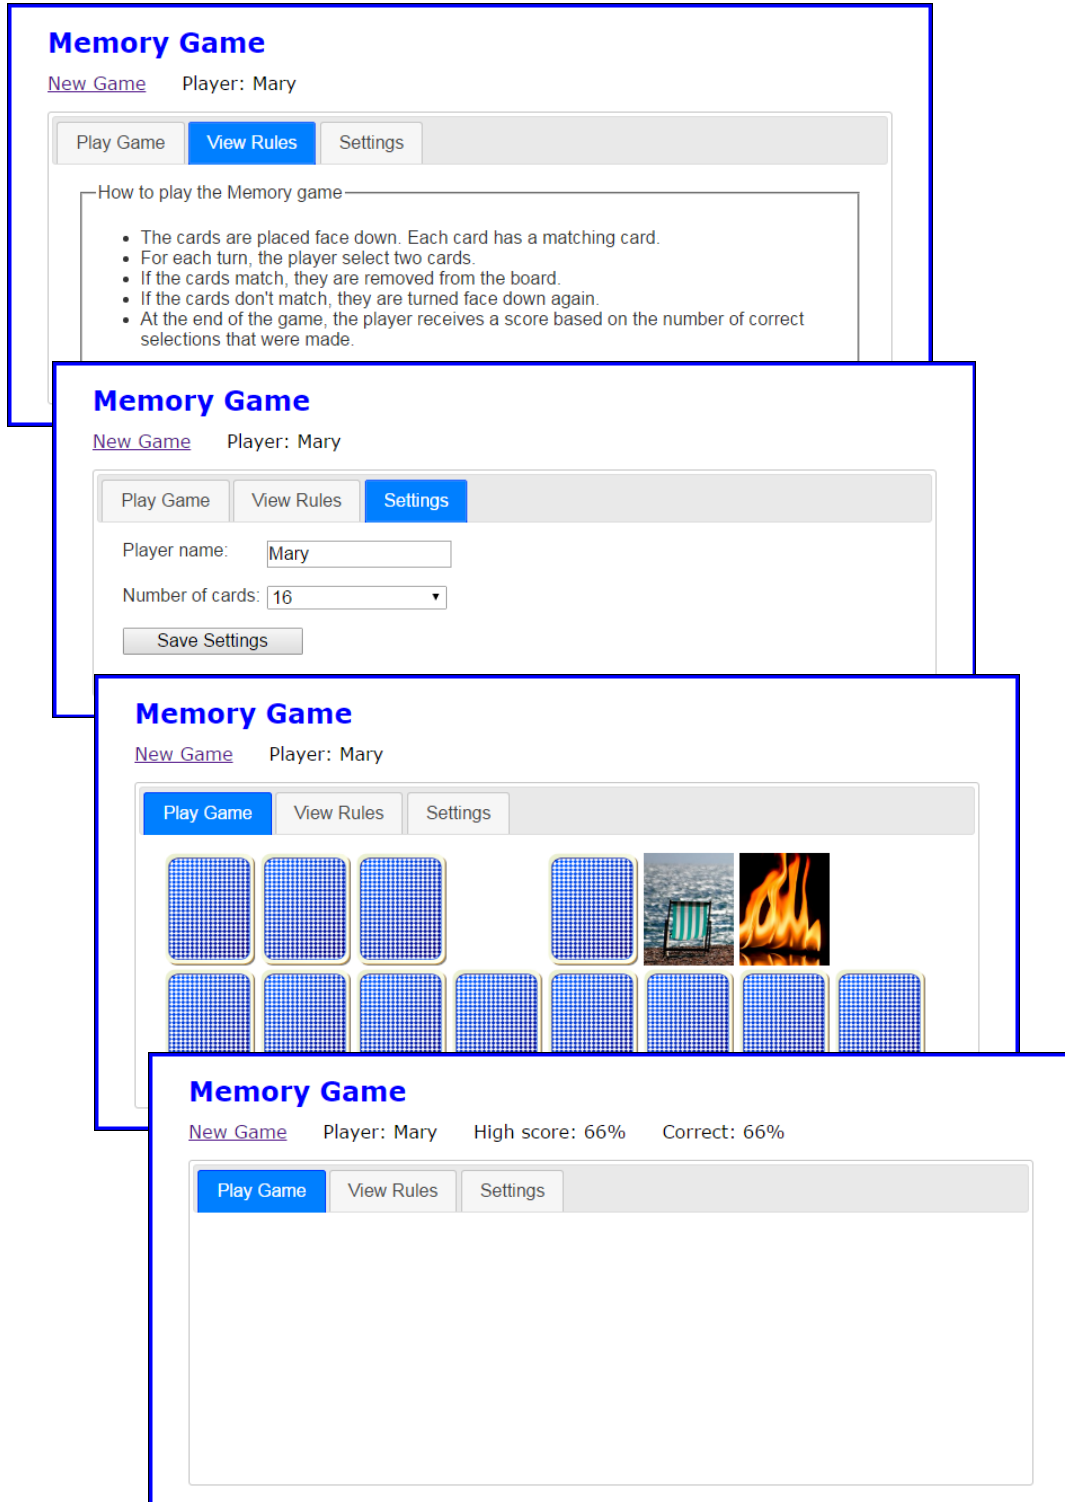 Memory Game
New Game Player: Mary
Play Game View Rules Settings
How to play the Memory game
• The cards are placed face down. Each card has a matching card.
• For each turn, the player select two cards.
• If the cards match, they are removed from the board.
• If the cards don't match, they are turned face down again.
• At the end of the game, the player receives a score based on the number of correct
selections that were made.
Memory Game
New Game Player: Mary
Play Game View Rules Settings
Player name: Mary
Number of cards: 16
Save Settings
Memory Game
New Game Player: Mary
Play Game View Rules Settings
Memory Game
New Game Player: Mary High score: 66% Correct: 66%
Play Game View Rules Settings